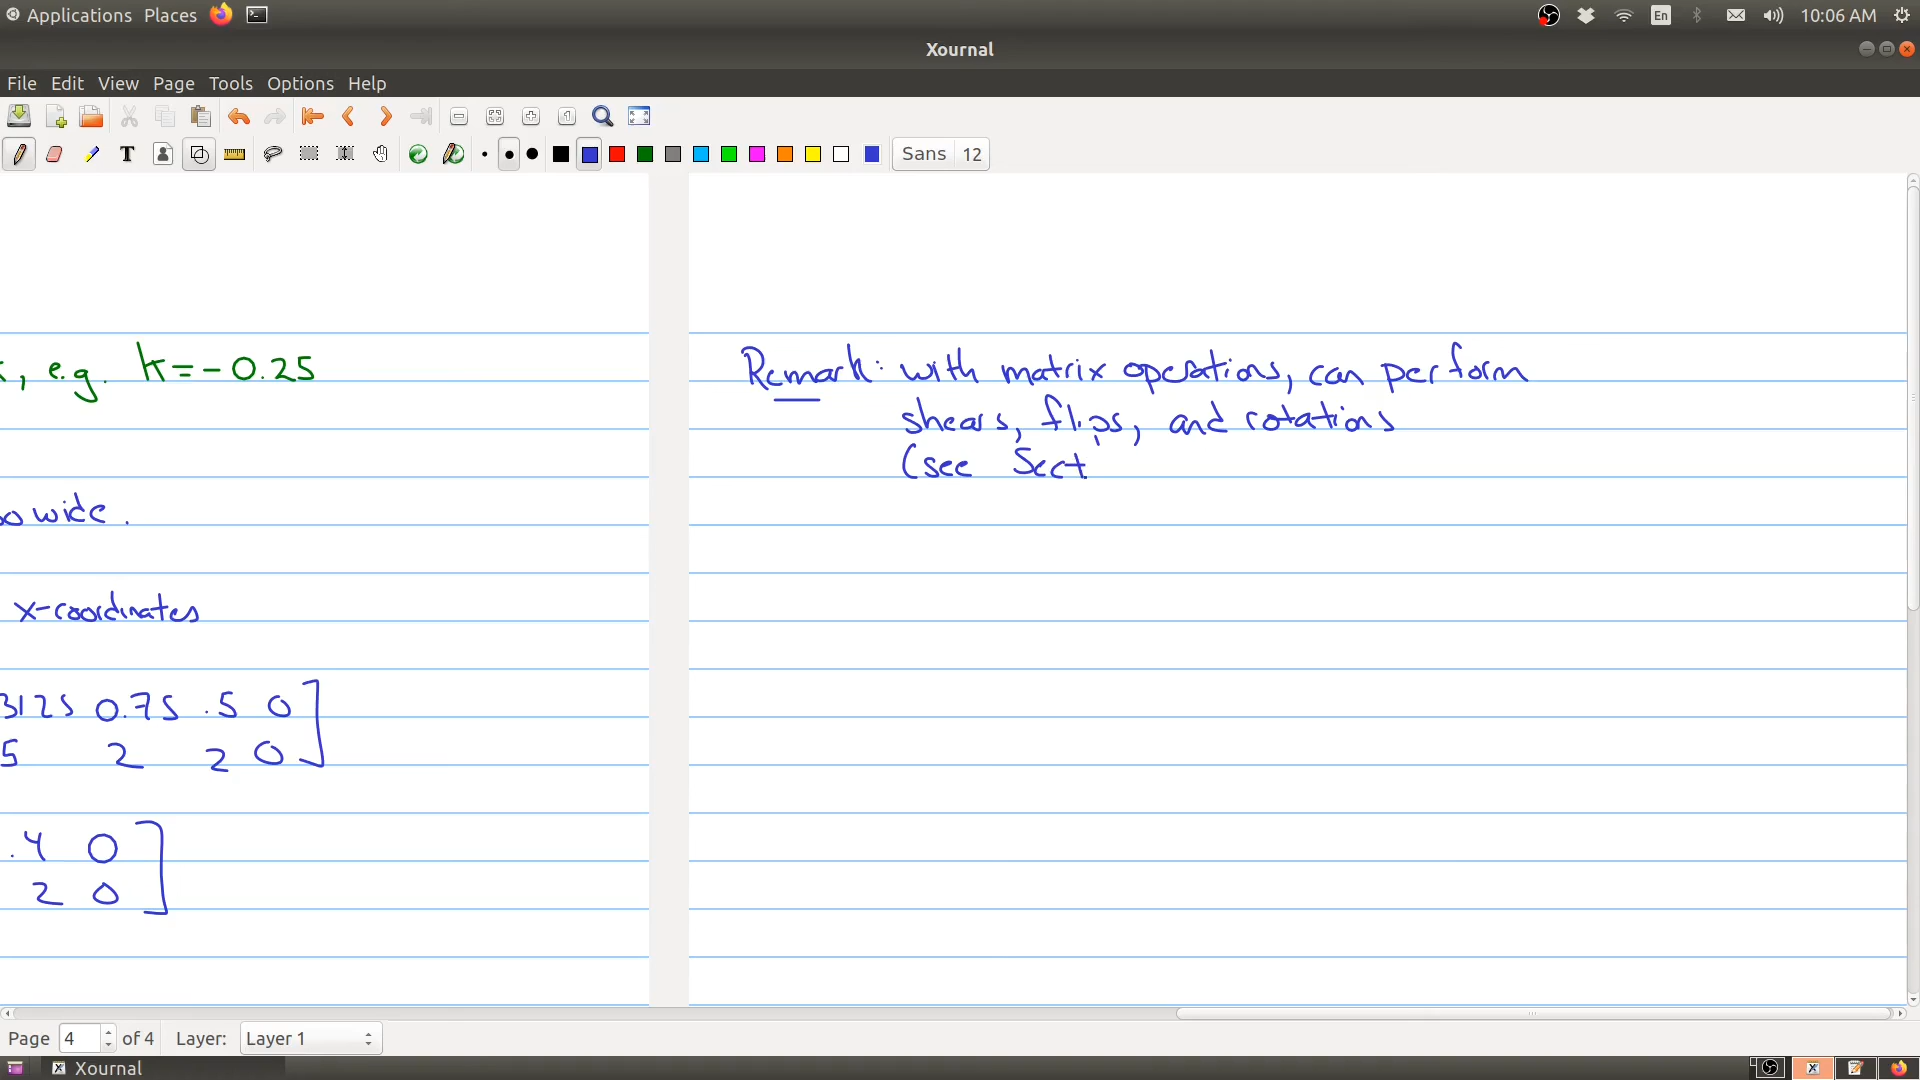 Applications Places En 10:06 AM
Xournal
File Edit View Page Tools Options Help
T Sans 12
, e.g. k=-0.25
wide.
x-coordinates
3125 0.75 .5 0
5 2 2 0
.4 0
2 0
Remark: with matrix operations, can perform
shears, flips, and rotations
(see Sect
Page 4 of 4 Layer: Layer 1
Xournal